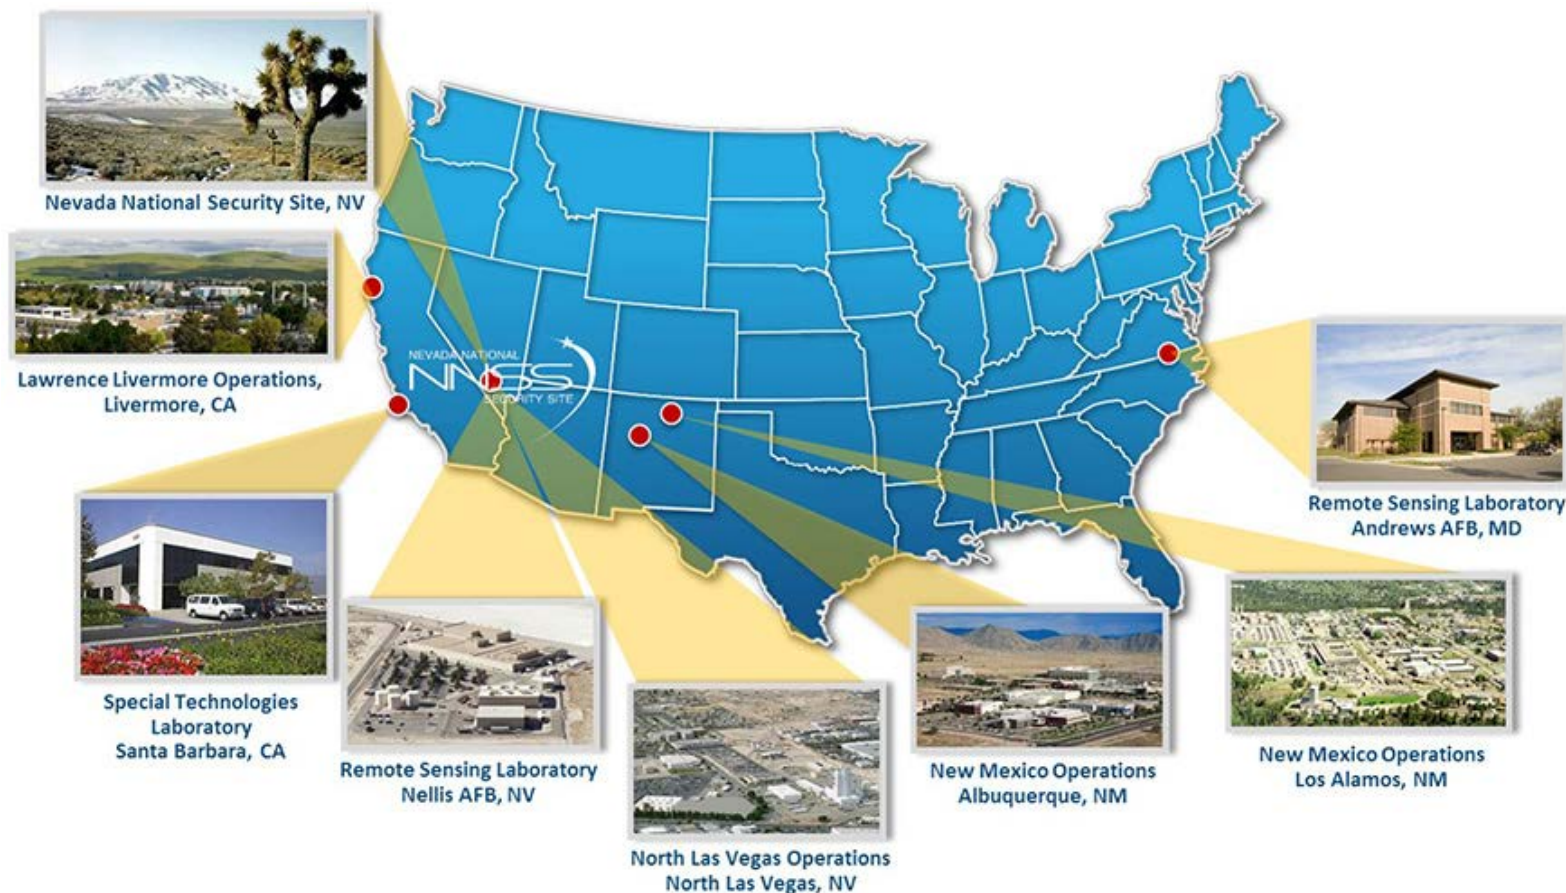 Nevada National Security Site, NV
Lawrence Livermore Operations,
Livermore, CA
NEVADA NATIONAL
NNSS
SECURITY SITE
Special Technologies
Laboratory
Santa Barbara, CA
Remote Sensing Laboratory
Nellis AFB, NV
North Las Vegas Operations
North Las Vegas, NV
New Mexico Operations
Albuquerque, NM
New Mexico Operations
Los Alamos, NM
Remote Sensing Laboratory
Andrews AFB, MD